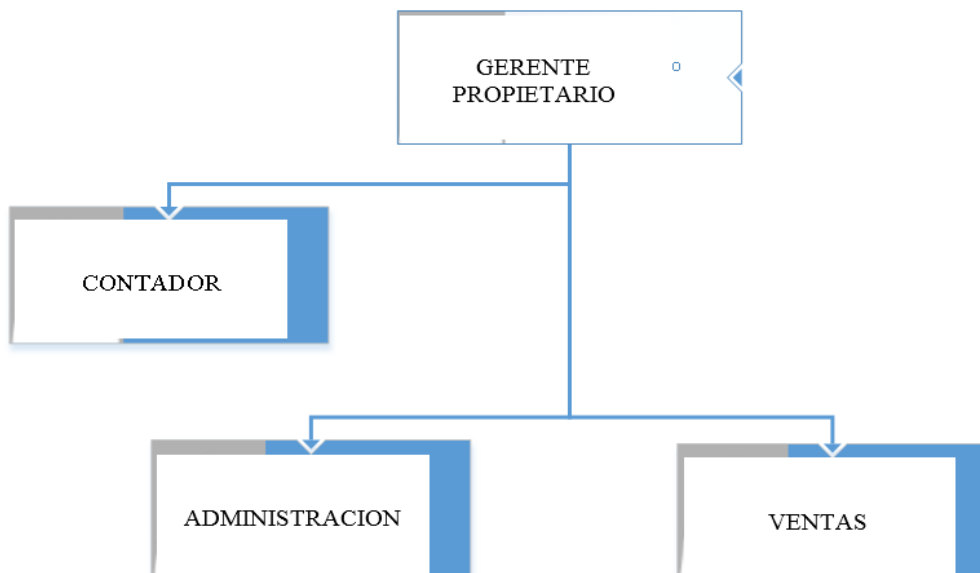 GERENTE
PROPIETARIO
CONTADOR
ADMINISTRACION
VENTAS